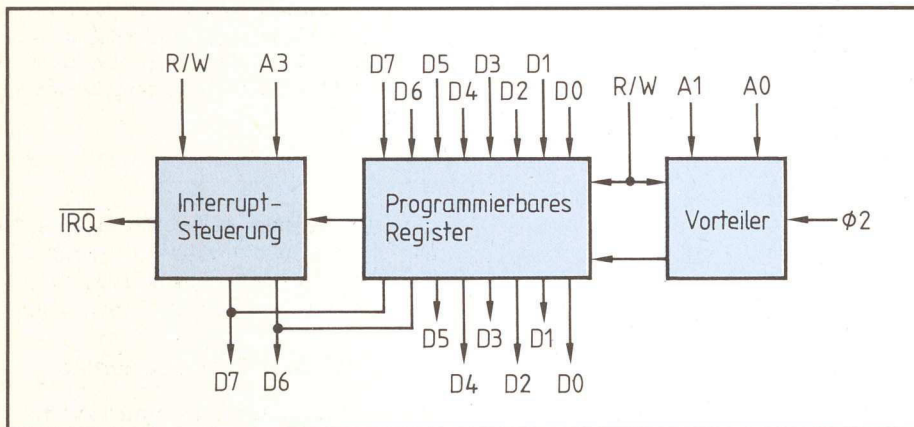 R/W A3 D7 D5 D3 D1 R/W A1 A0
D6 D4 D2 D0
IRQ Interrupt- Programmierbares Vorteiler φ2
Steuerung Register
D5 D3 D1
D7 D6 D4 D2 D0